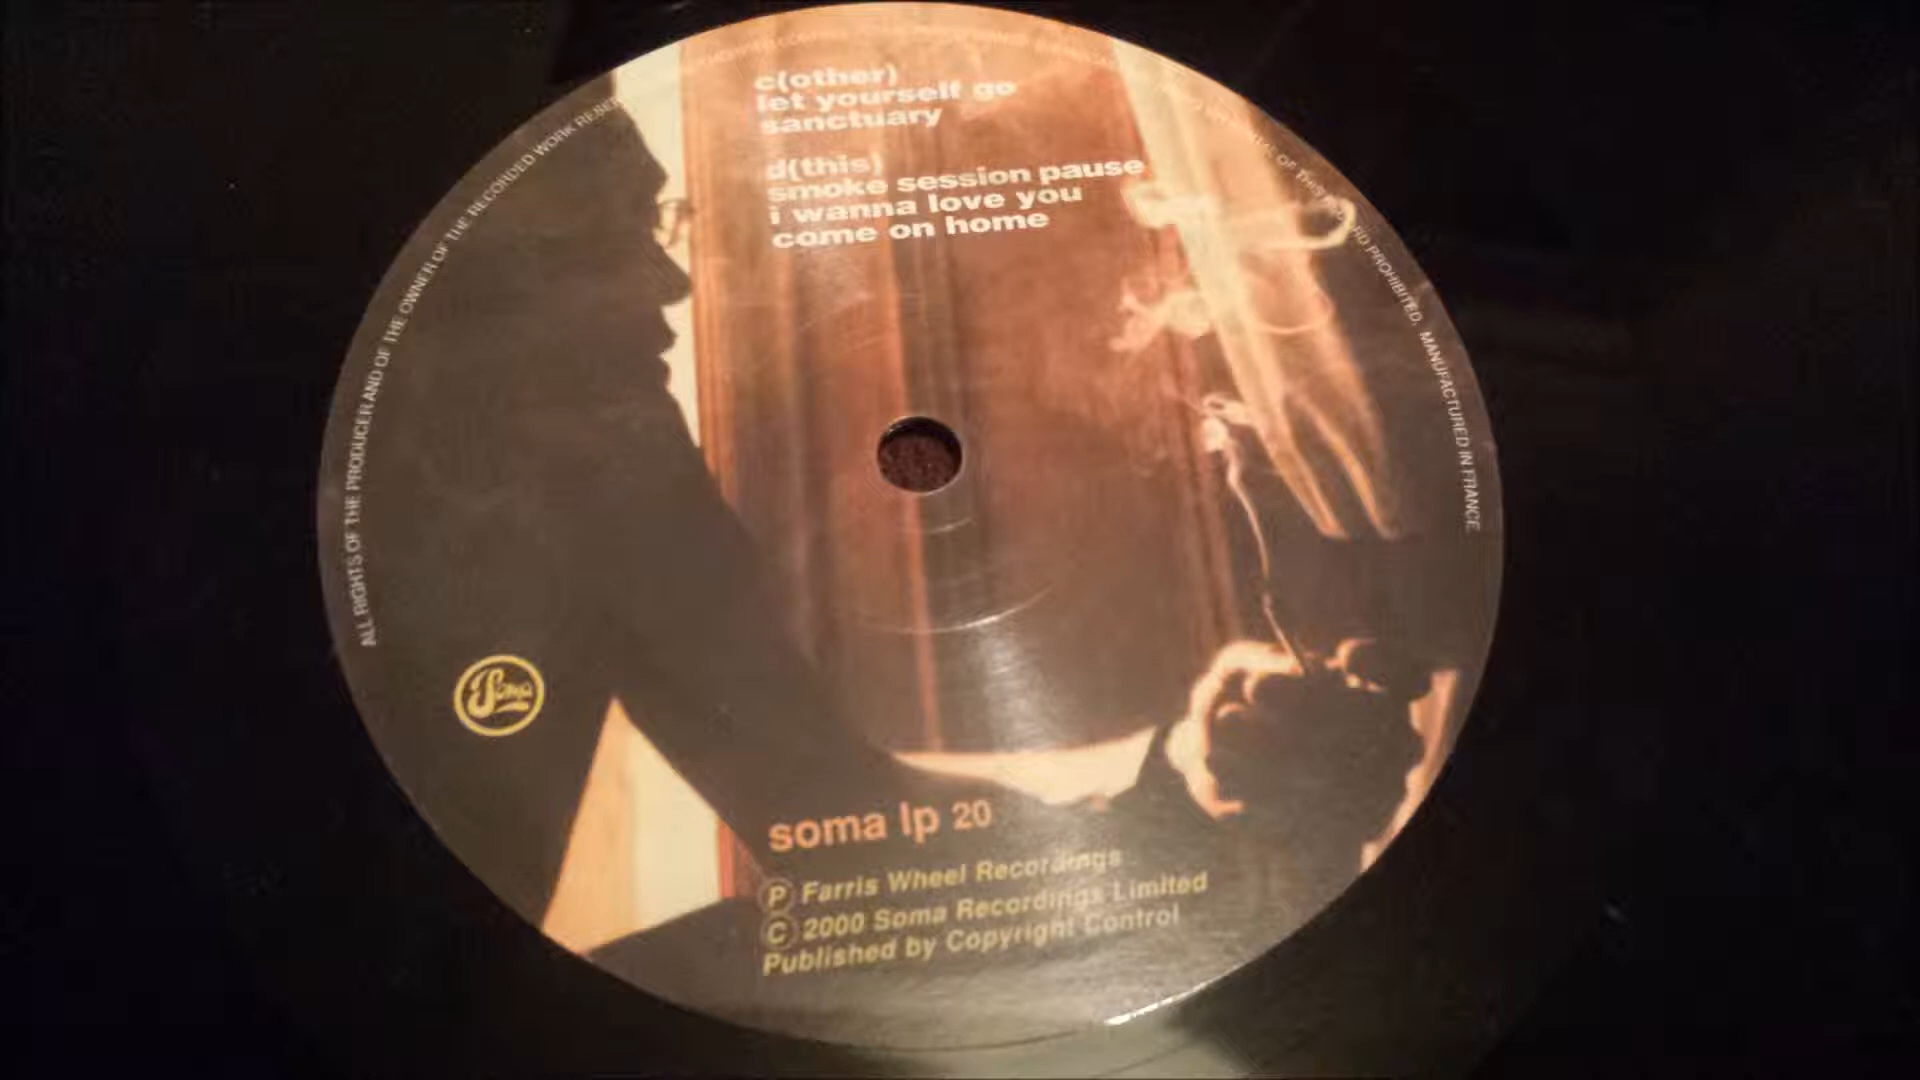 c(other)
let yourself go
sanctuary
d(this)
smoke session pause
i wanna love you
come on home
ALL RIGHTS OF THE PRODUCER AND OF THE OWNER OF THE RECORDED WORK
PROHIBITED. MANUFACTURED IN FRANCE
Soma
soma lp 20
Ⓟ Farris Wheel Recordings
Ⓒ 2000 Soma Recordings Limited
Published by Copyright Control